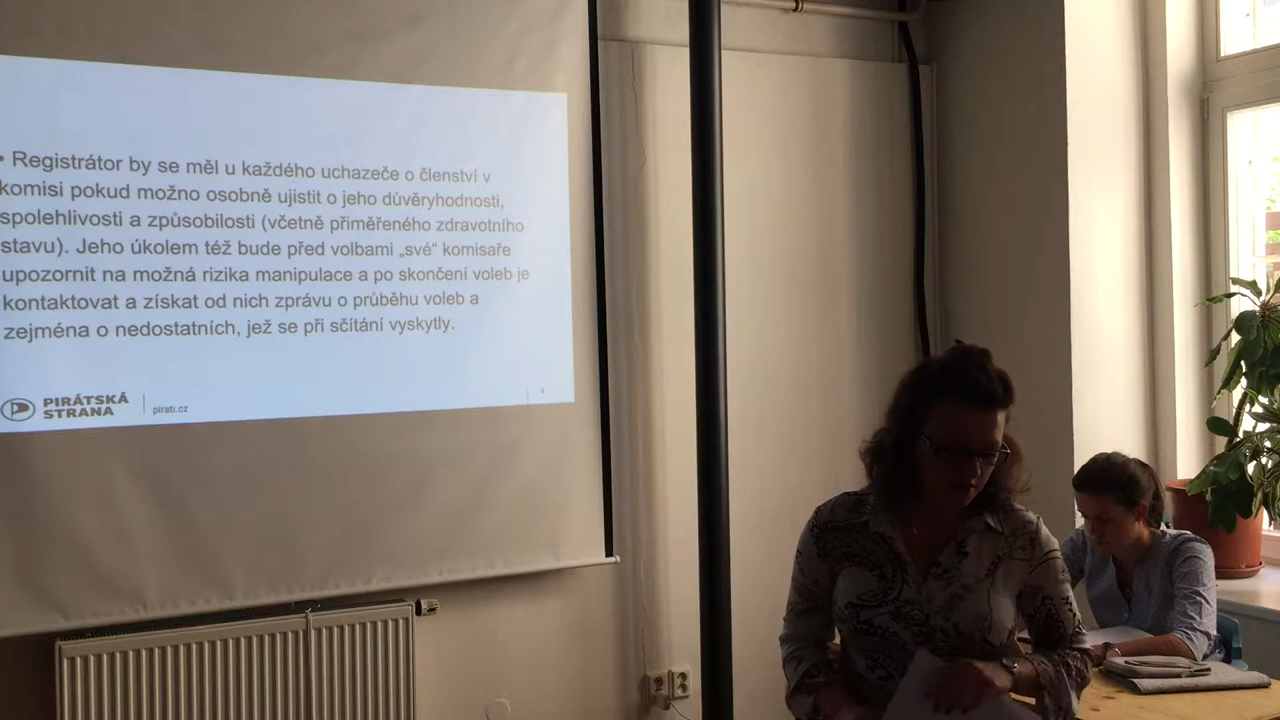 • Registrátor by se měl u každého uchazeče o členství v
komisi pokud možno osobně ujistit o jeho důvěryhodnosti,
spolehlivosti a způsobilosti (včetně přiměřeného zdravotního
stavu). Jeho úkolem též bude před volbami „své“ komisaře
upozornit na možná rizika manipulace a po skončení voleb je
kontaktovat a získat od nich zprávu o průběhu voleb a
zejména o nedostatních, jež se při sčítání vyskytly.
PIRÁTSKÁ
STRANA
pirati.cz